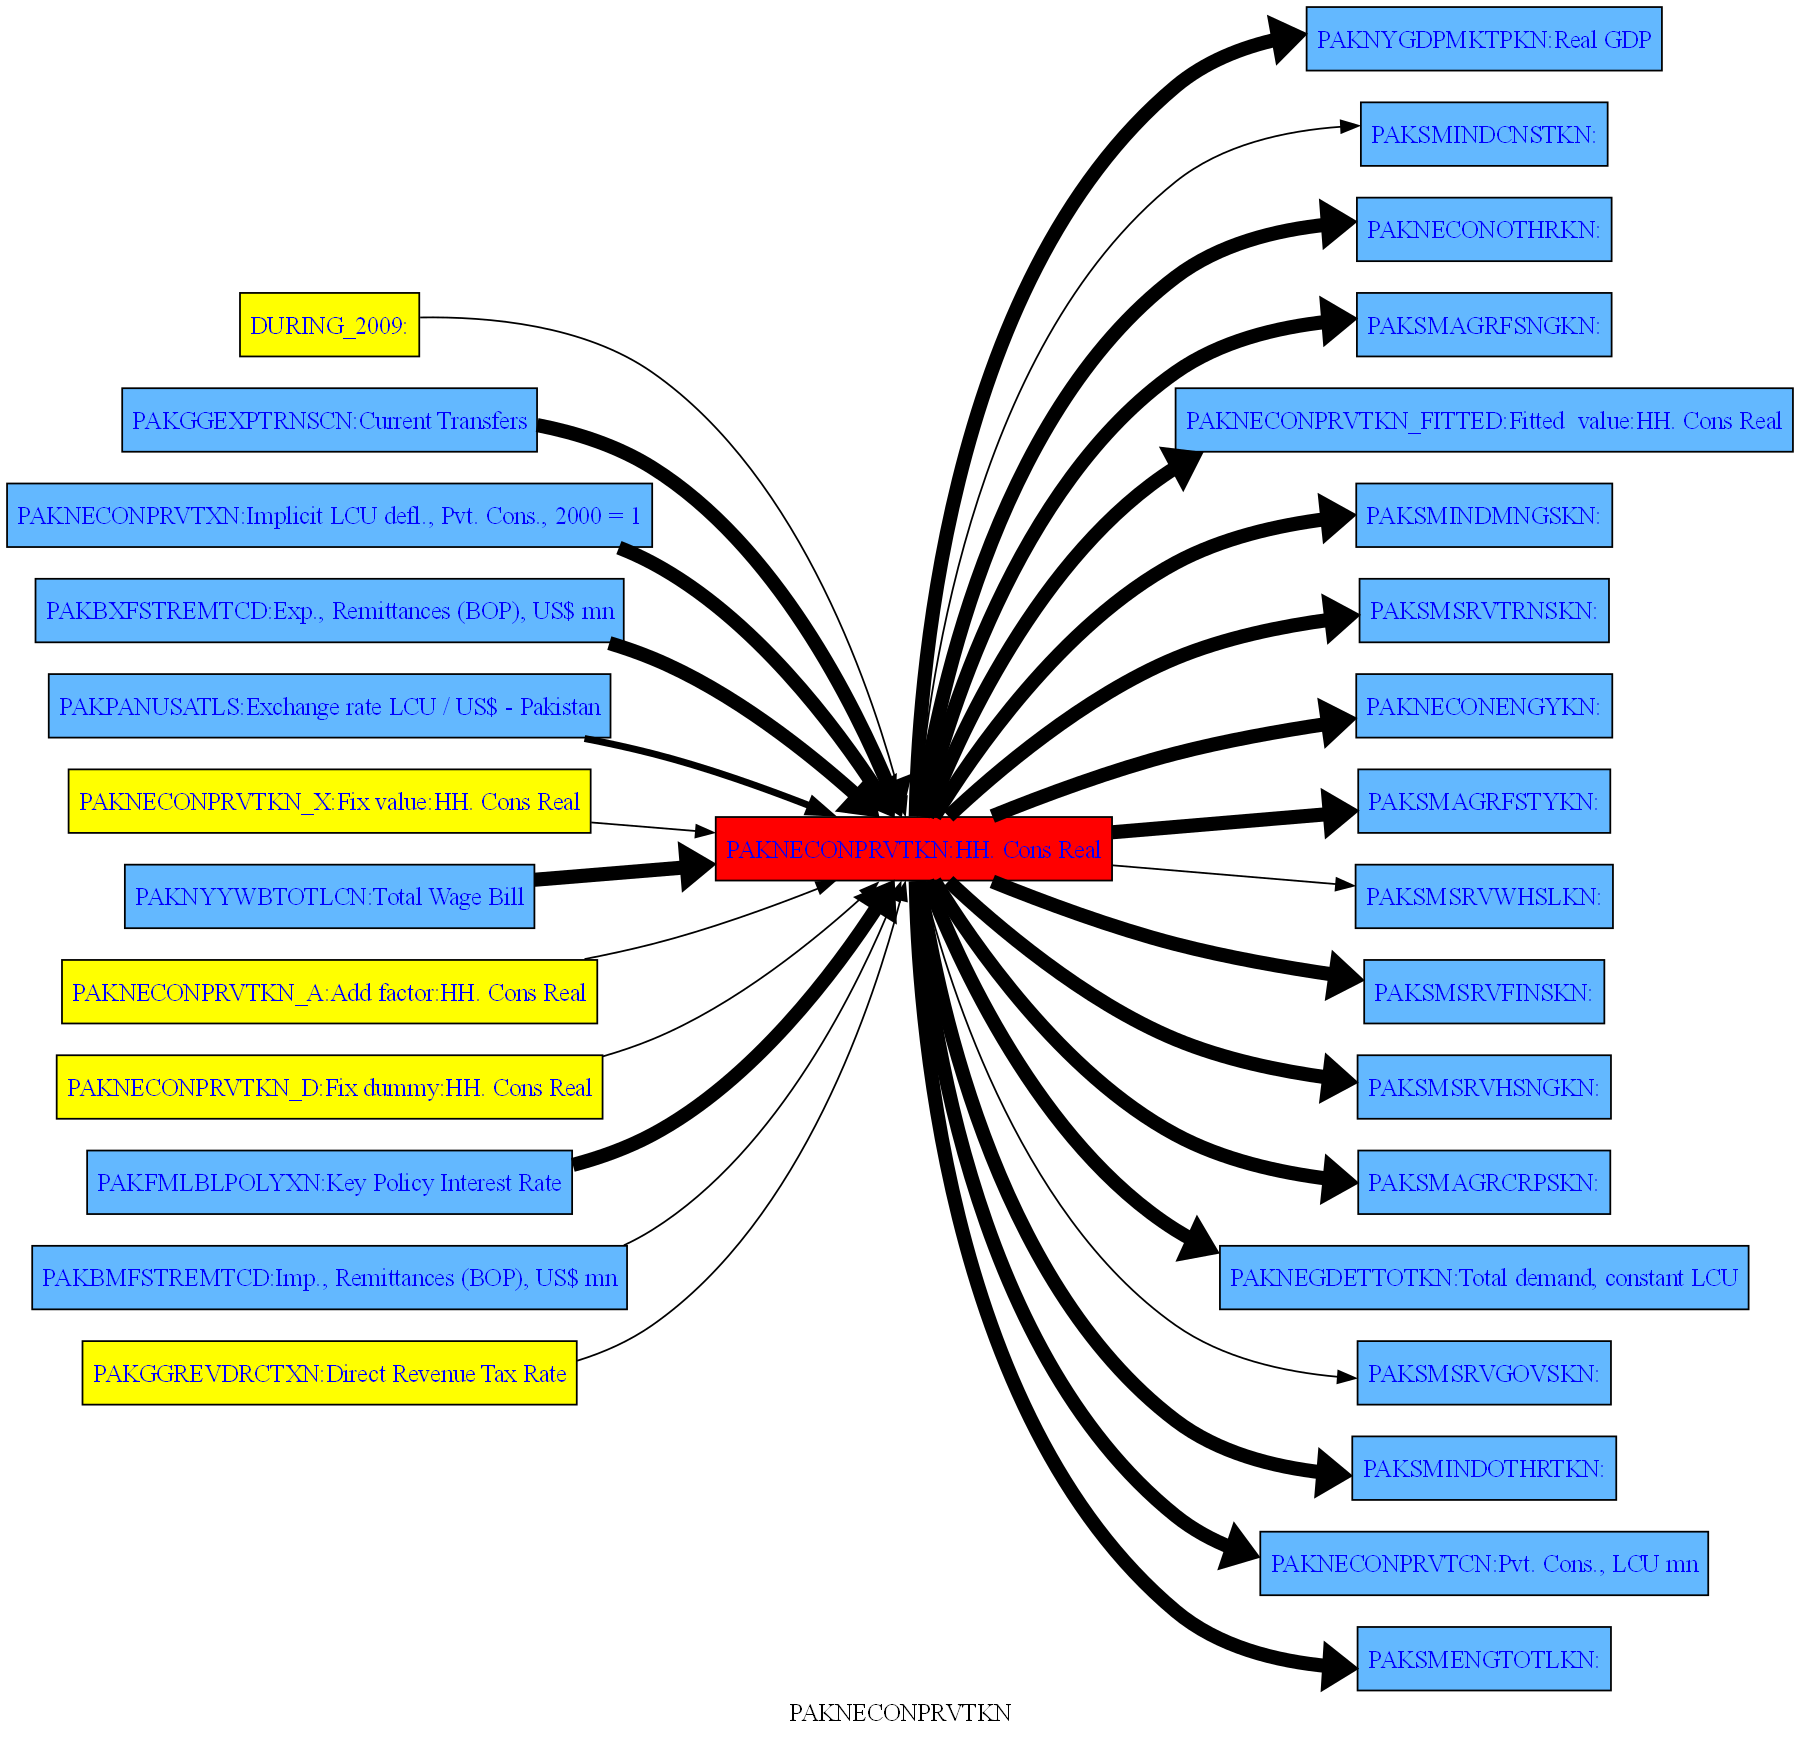 DURING_2009:
PAKGGEXPTRNSCN:Current Transfers
PAKNECONPRVTXN:Implicit LCU defl., Pvt. Cons., 2000 = 1
PAKBXFSTREMTCD:Exp., Remittances (BOP), US$ mn
PAKPANUSATLS:Exchange rate LCU / US$ - Pakistan
PAKNECONPRVTKN_X:Fix value:HH. Cons Real
PAKNYYWBTOTLCN:Total Wage Bill
PAKNECONPRVTKN_A:Add factor:HH. Cons Real
PAKNECONPRVTKN_D:Fix dummy:HH. Cons Real
PAKFMLBLPOLYXN:Key Policy Interest Rate
PAKBMFSTREMTCD:Imp., Remittances (BOP), US$ mn
PAKGGREVDRCTXN:Direct Revenue Tax Rate
PAKNECONPRVTKN:HH. Cons Real
PAKNYGDPMKTPKN:Real GDP
PAKSMINDCNSTKN:
PAKNECONOTHRKN:
PAKSMAGRFSNGKN:
PAKNECONPRVTKN_FITTED:Fitted  value:HH. Cons Real
PAKSMINDMNGSKN:
PAKSMSRVTRNSKN:
PAKNECONENGYKN:
PAKSMAGRFSTYKN:
PAKSMSRVWHSLKN:
PAKSMSRVFINSKN:
PAKSMSRVHSNGKN:
PAKSMAGRCRPSKN:
PAKNEGDETTOTKN:Total demand, constant LCU
PAKSMSRVGOVSKN:
PAKSMINDOTHRTKN:
PAKNECONPRVTCN:Pvt. Cons., LCU mn
PAKSMENGTOTLKN:
PAKNECONPRVTKN